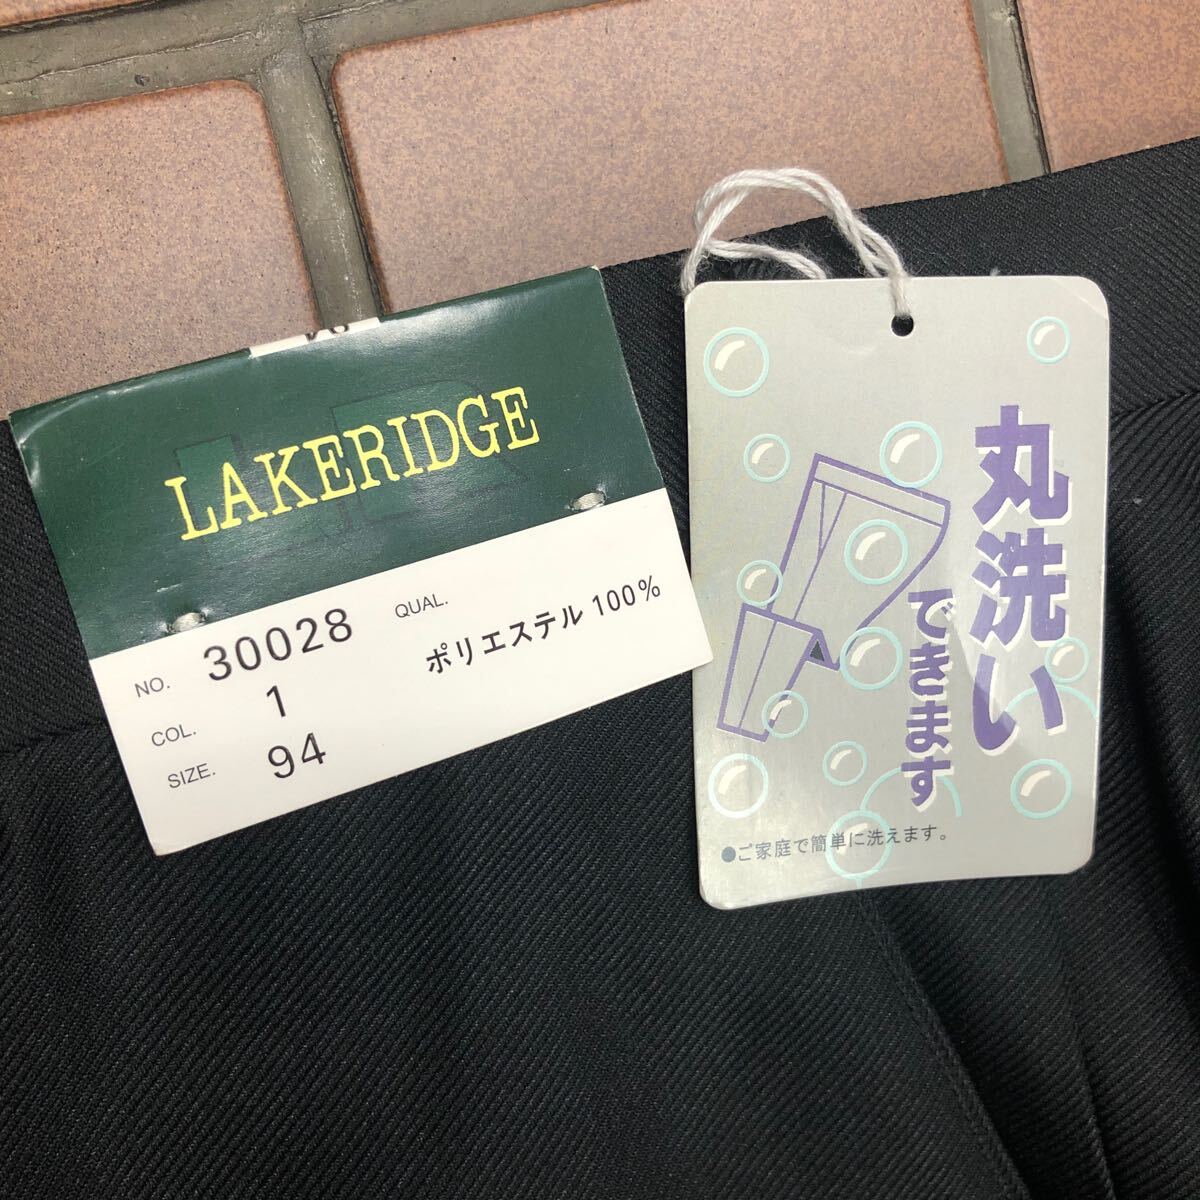 LAKERIDGE
NO. 30028
QUAL.
ポリエステル 100%
COL. 1
SIZE. 94
丸洗い
できます
●ご家庭で簡単に洗えます。